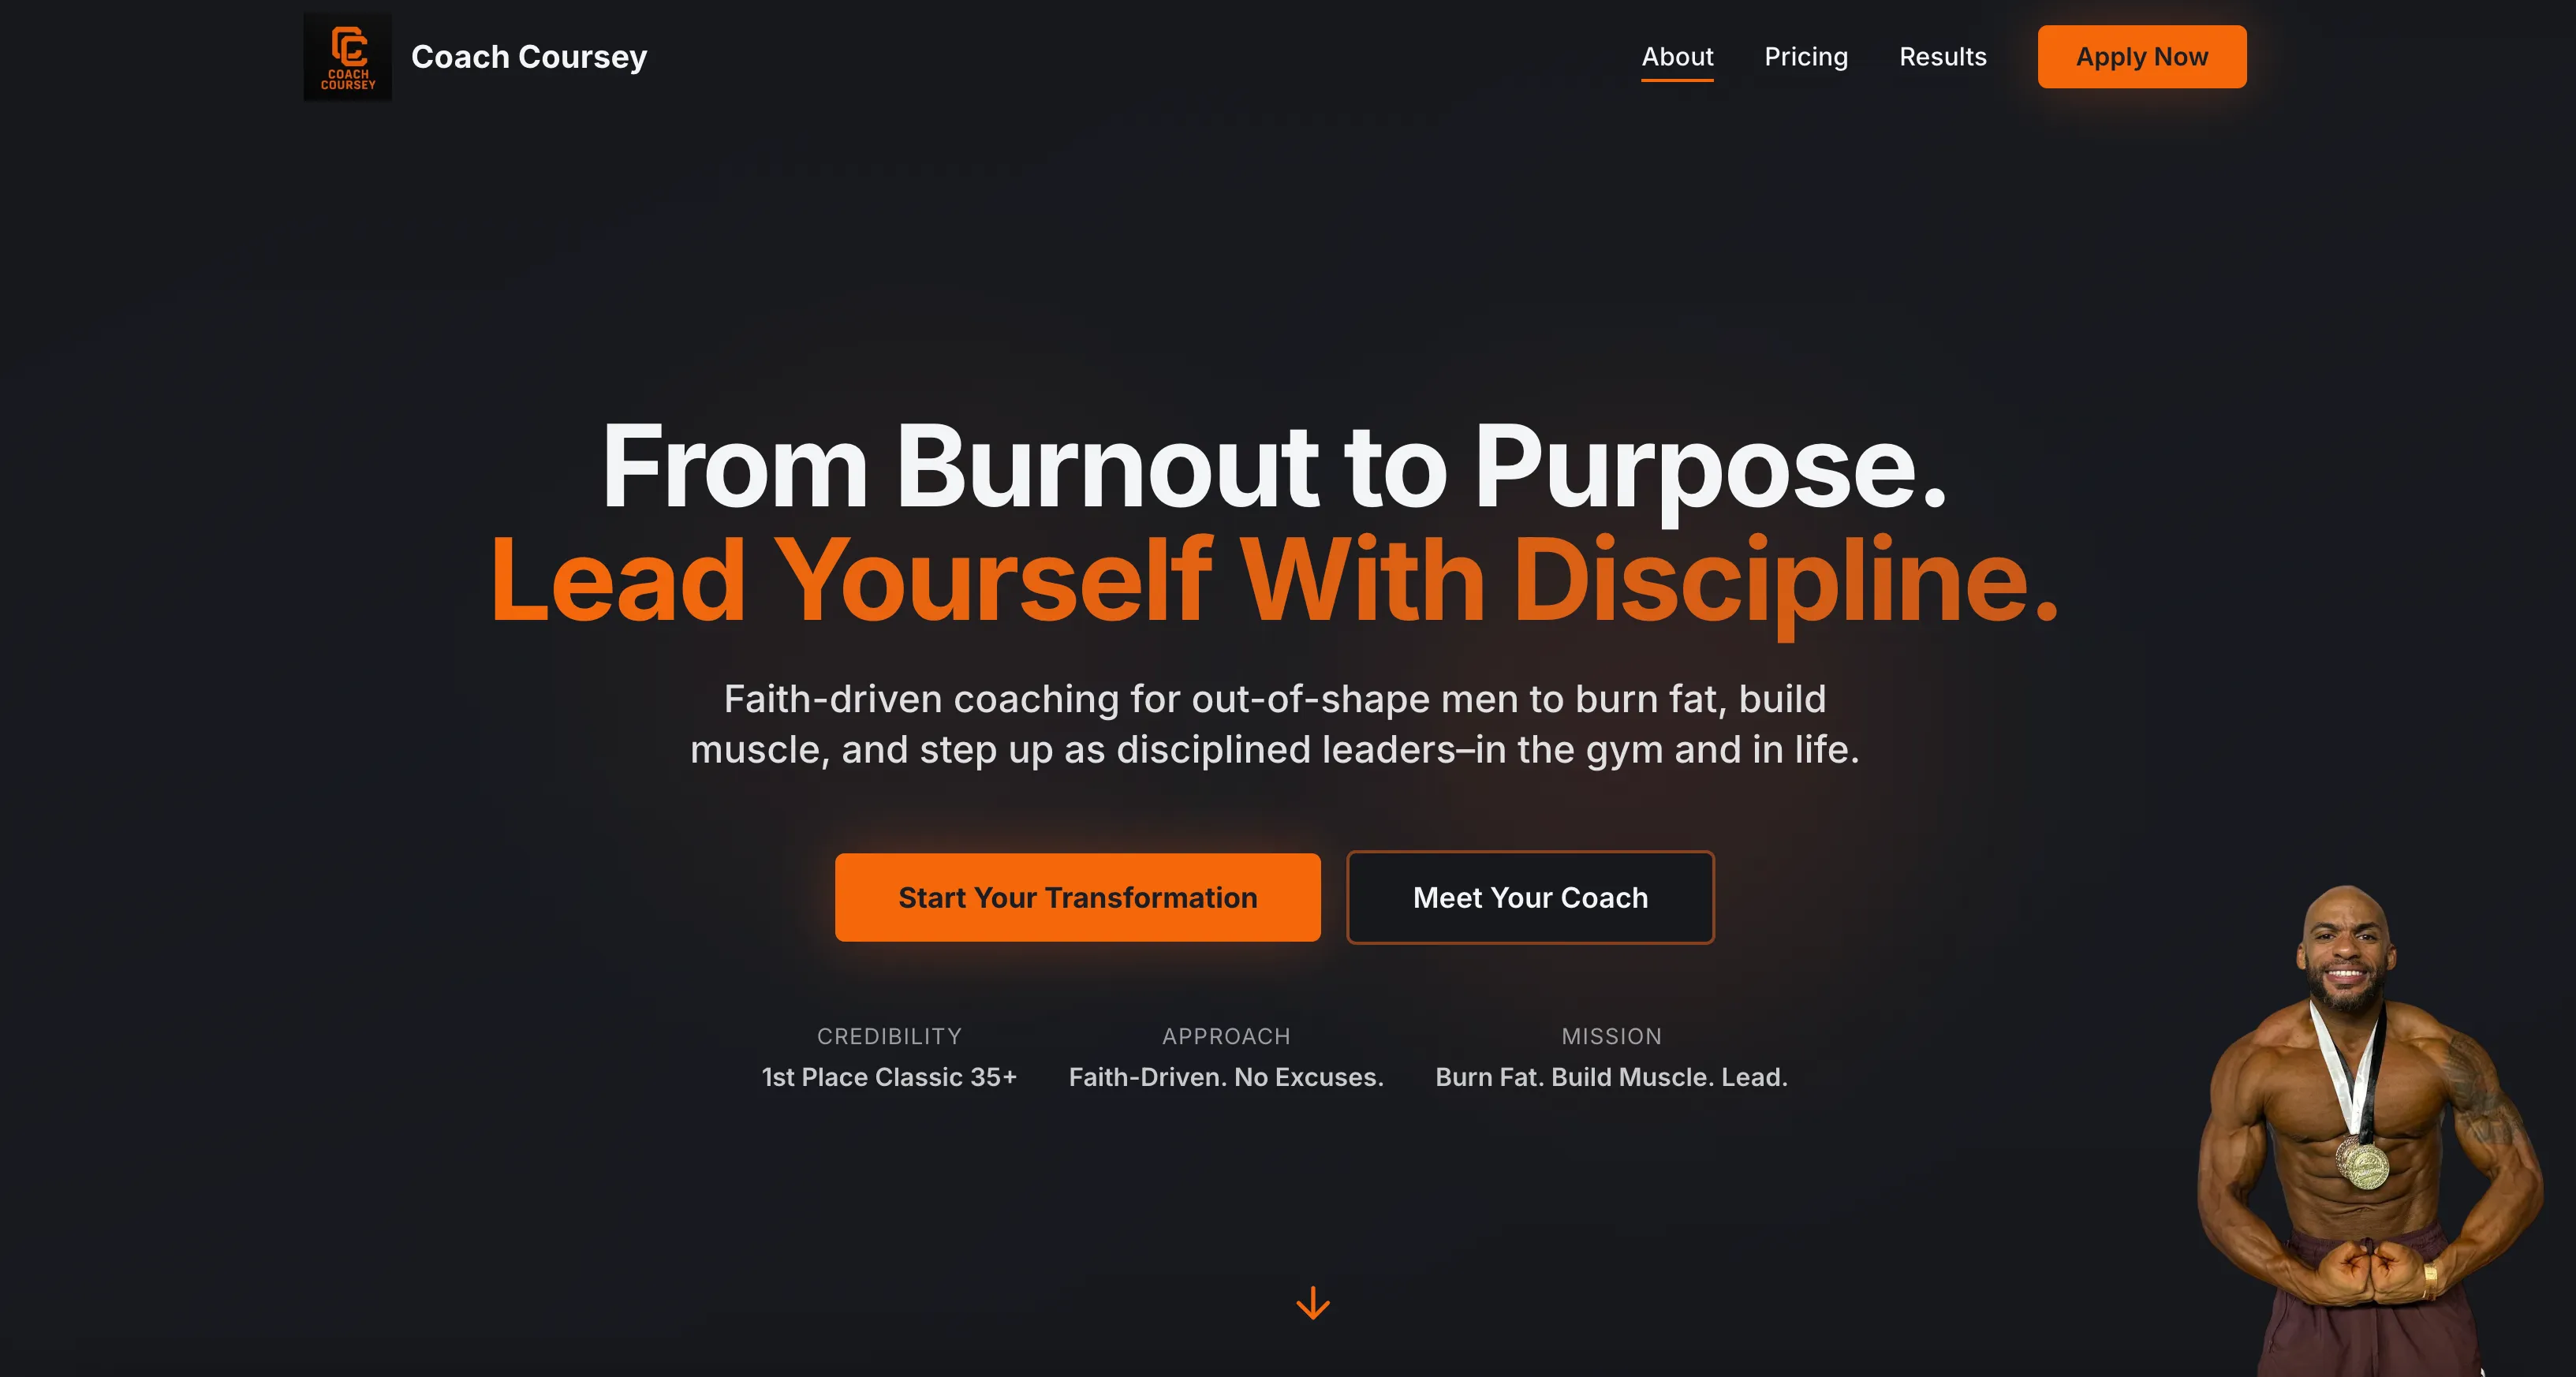 COACH
COURSEY
Coach Coursey
About
Pricing
Results
Apply Now
From Burnout to Purpose.
Lead Yourself With Discipline.
Faith-driven coaching for out-of-shape men to burn fat, build
muscle, and step up as disciplined leaders–in the gym and in life.
Start Your Transformation
Meet Your Coach
CREDIBILITY
1st Place Classic 35+
APPROACH
Faith-Driven. No Excuses.
MISSION
Burn Fat. Build Muscle. Lead.